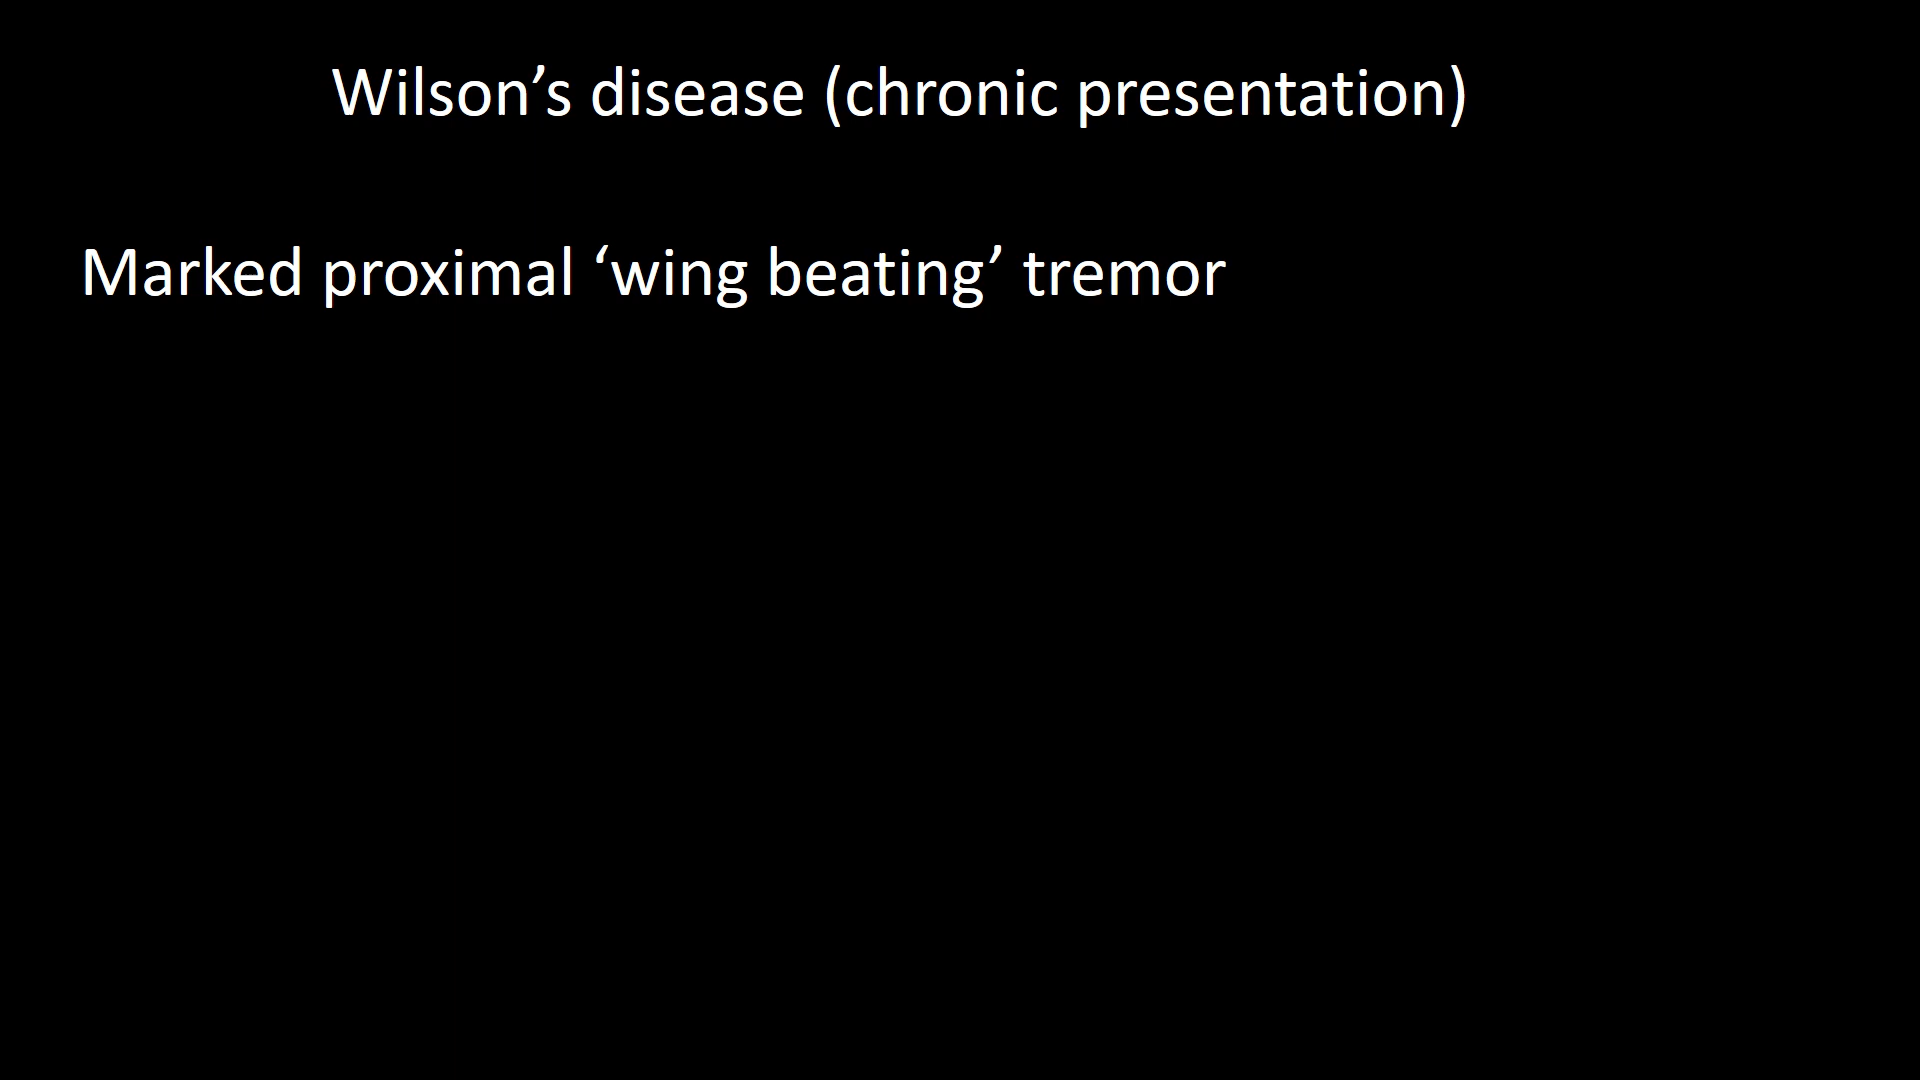 Wilson’s disease (chronic presentation)
Marked proximal ‘wing beating’ tremor